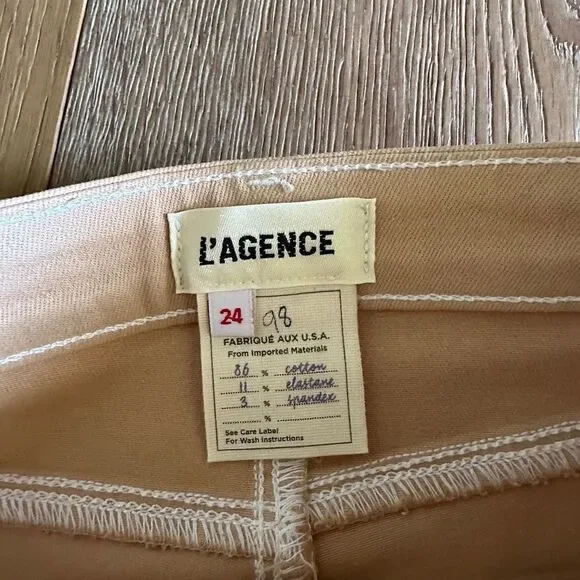 L'AGENCE
24 98
FABRIQUÉ AUX U.S.A.
From Imported Materials
86 % cotton
11 % elastane
3 % spandex
%
See Care Label
For Wash Instructions